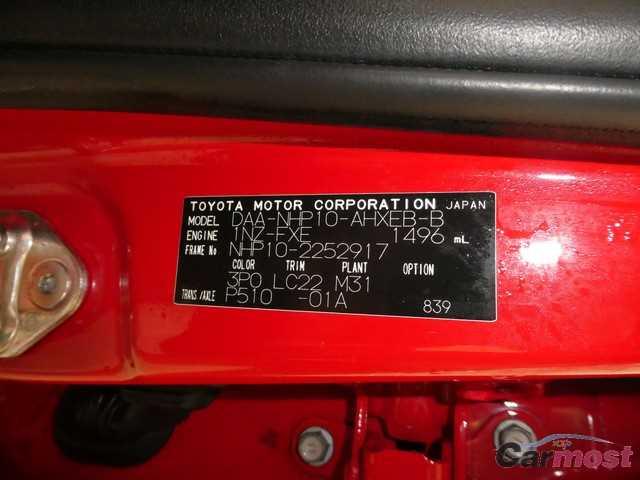 TOYOTA MOTOR CORPORATION JAPAN
MODEL DAA-NHP10-AHXEB-B
ENGINE 1NZ-FXE 1496 mL
FRAME No NHP10-2252917
COLOR TRIM PLANT OPTION
3P0 LC22 M31
TRANS/AXLE P510 -01A 839
Carmost